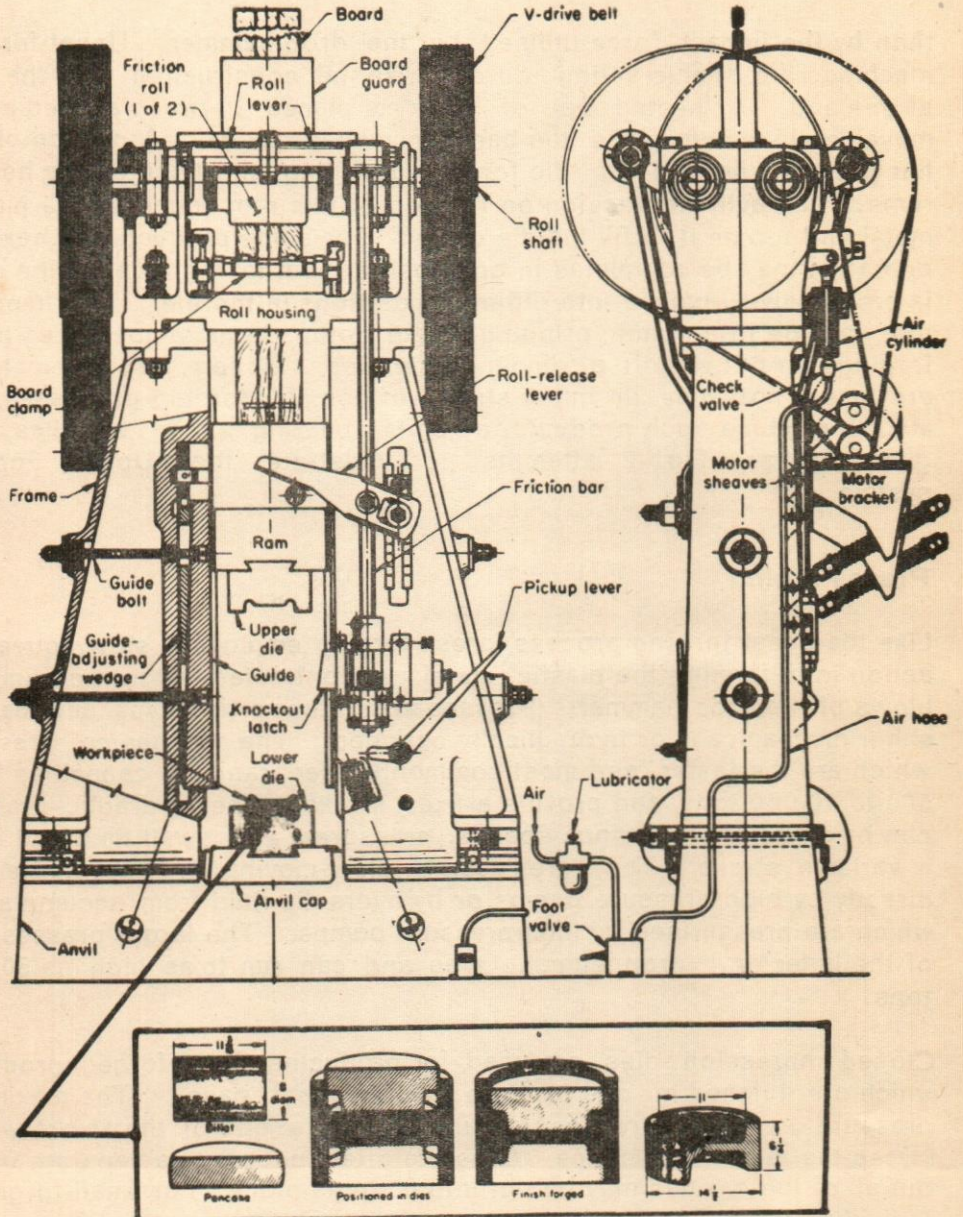 Board
V-drive belt
Friction
roll
(1 of 2)
Roll
lever
Board
guard
Roll
shaft
Roll housing
Board
clamp
Air
cylinder
Check
valve
Roll-release
lever
Frame
Friction bar
Motor
sheaves
Motor
bracket
Ram
Guide
bolt
Pickup lever
Upper
die
Guide-
adjusting
wedge
Guide
Knockout
latch
Air hose
Workpiece
Lower
die
Lubricator
Air
Anvil cap
Foot
valve
Anvil
diam
Billet
11
Pancake
Positioned in dies
Finish forged